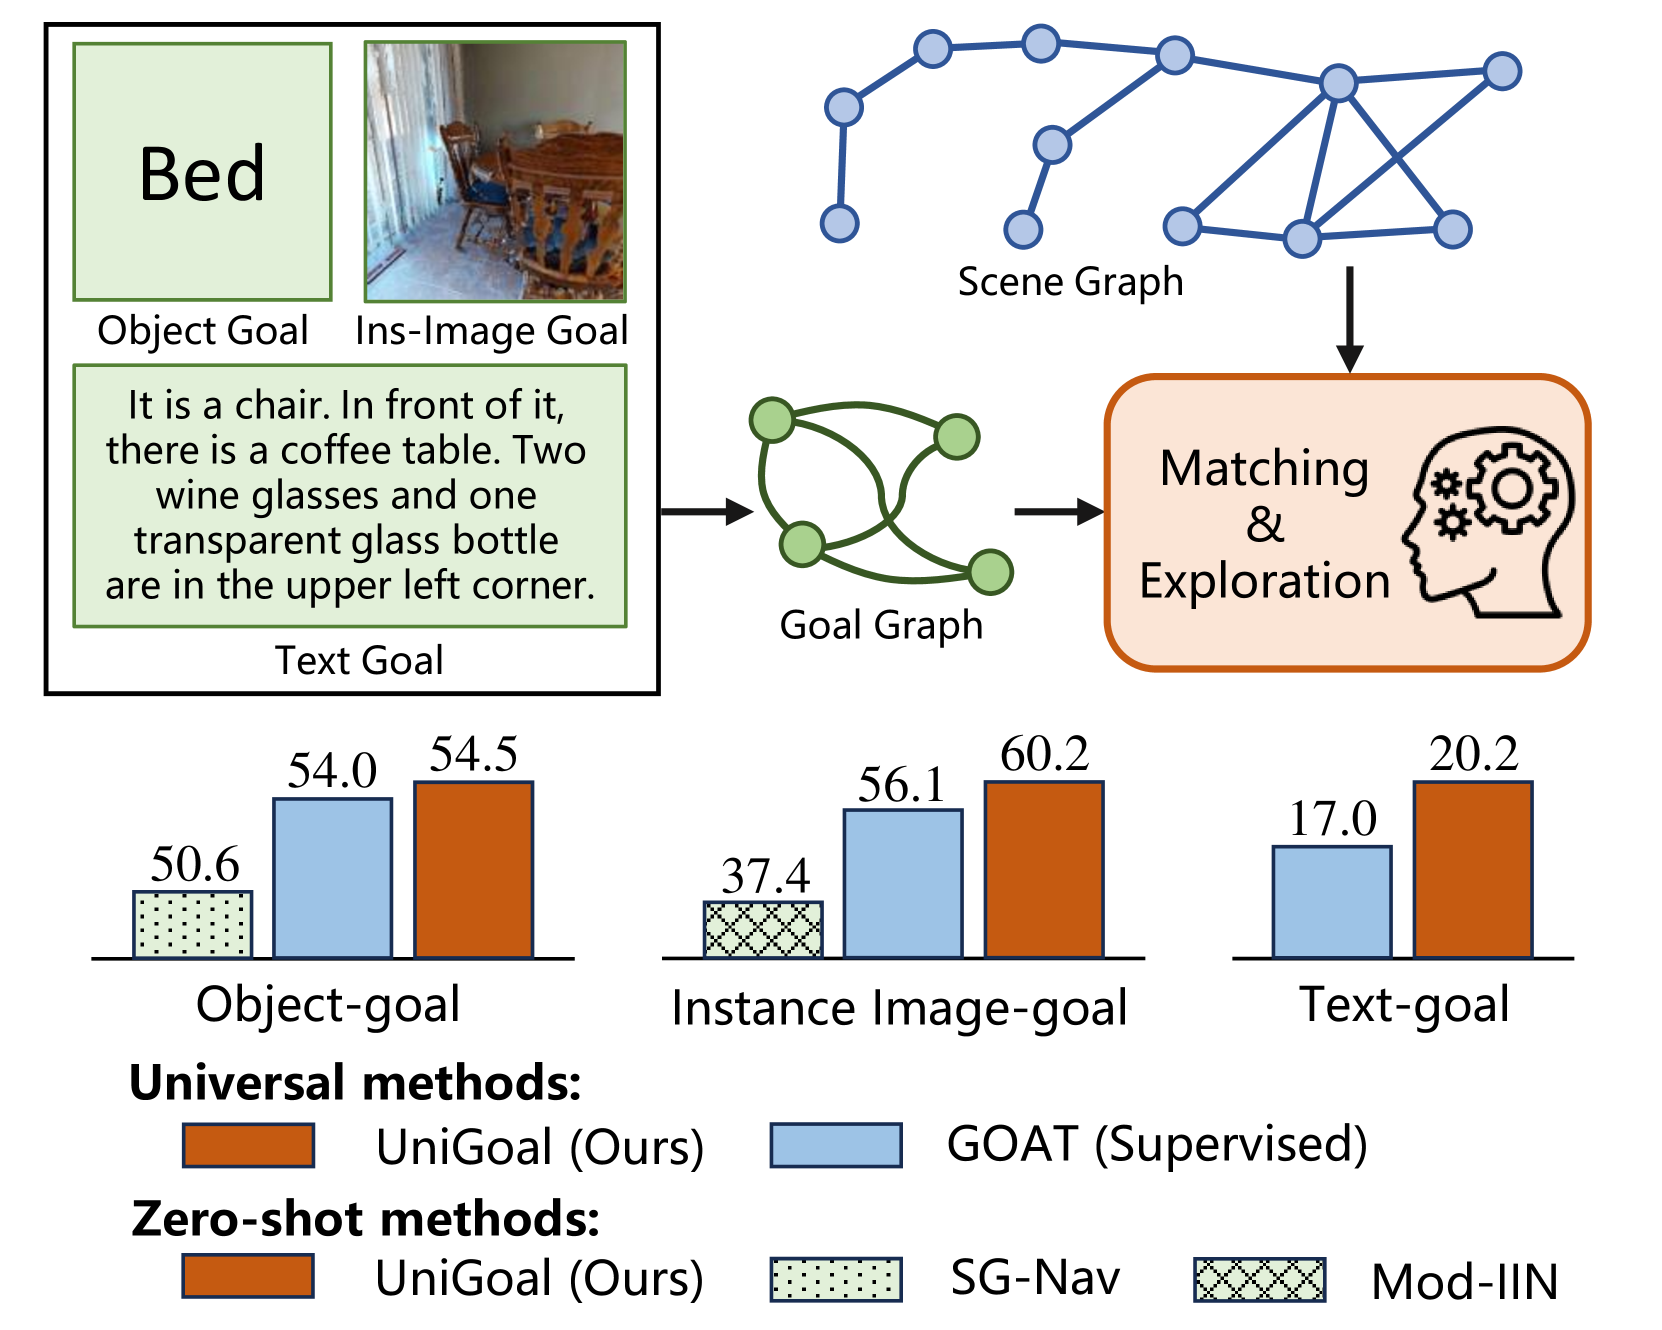 Bed
Object Goal
Ins-Image Goal
It is a chair. In front of it,
there is a coffee table. Two
wine glasses and one
transparent glass bottle
are in the upper left corner.
Text Goal
Scene Graph
Goal Graph
Matching
&
Exploration
50.6
54.0
54.5
Object-goal
37.4
56.1
60.2
Instance Image-goal
17.0
20.2
Text-goal
Universal methods:
UniGoal (Ours)
GOAT (Supervised)
Zero-shot methods:
UniGoal (Ours)
SG-Nav
Mod-IIN